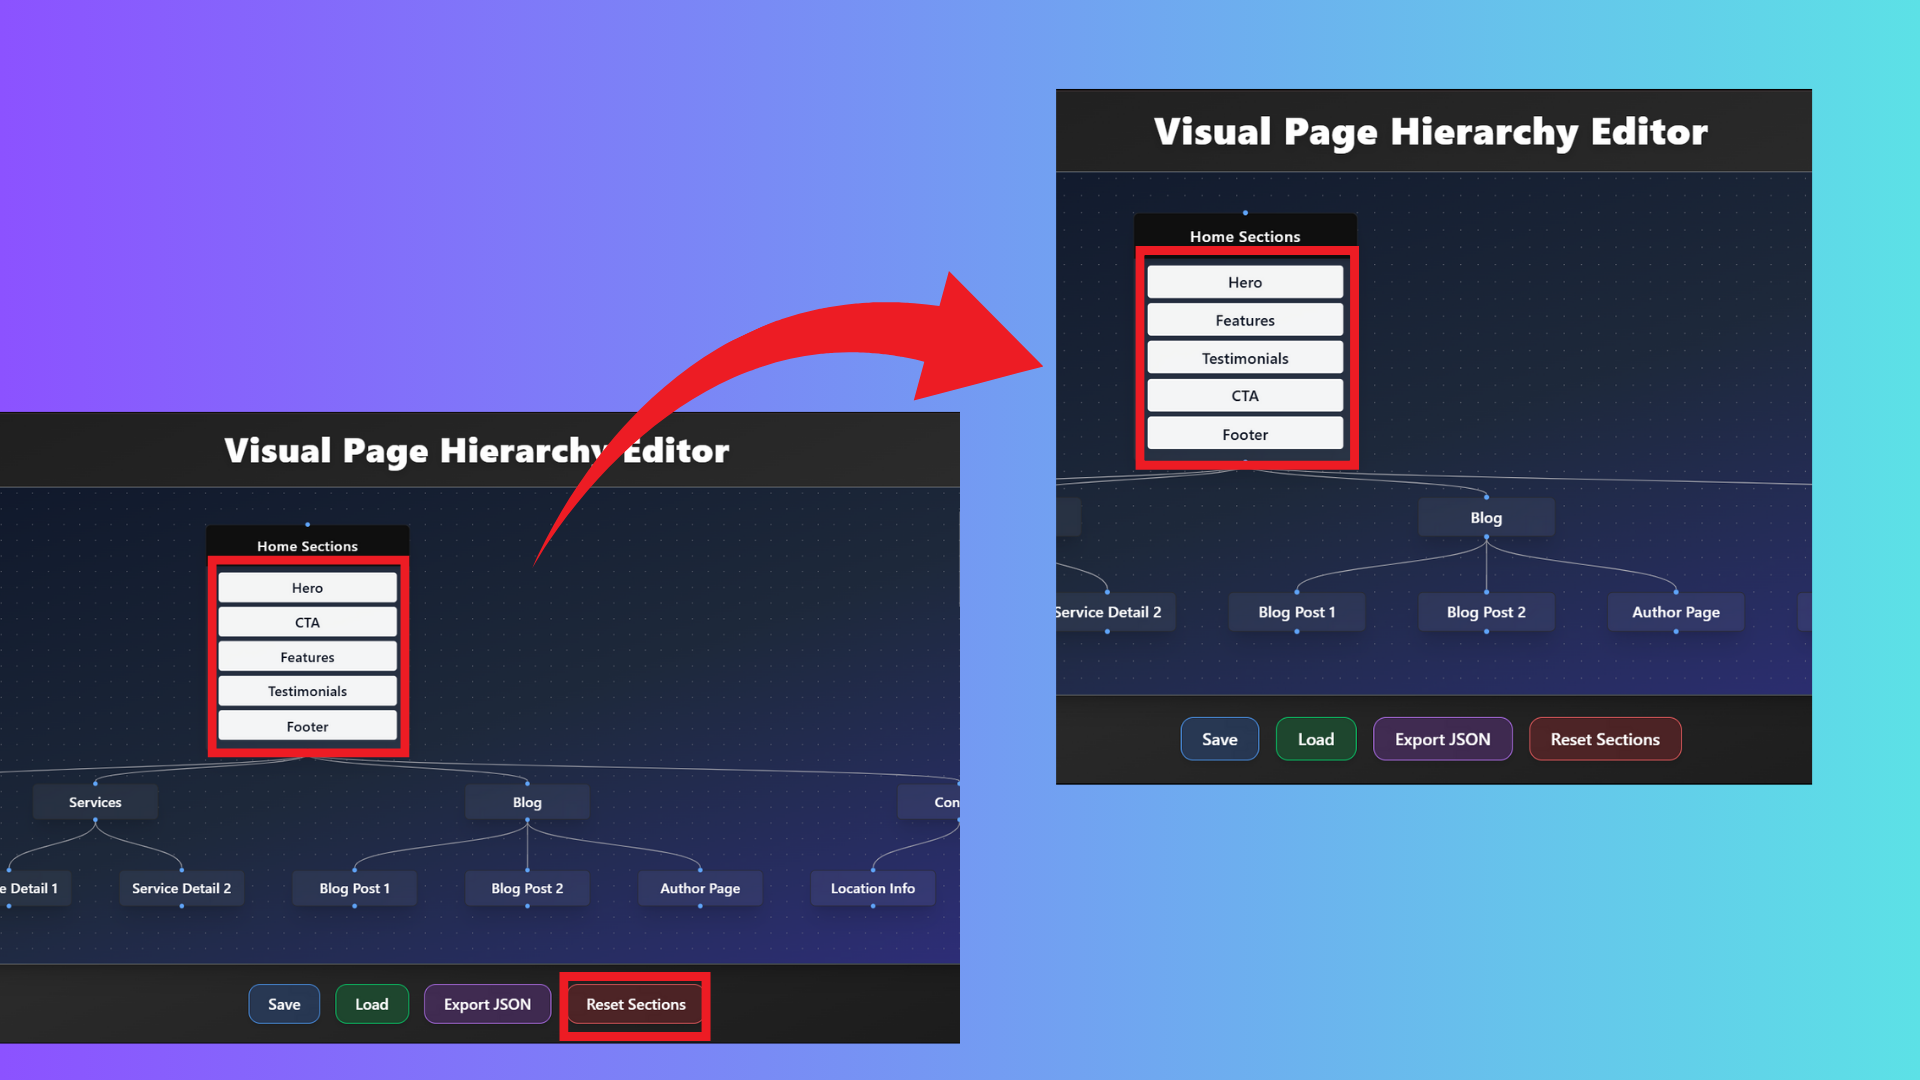 Visual Page Hierarchy Editor
Home Sections
Hero
CTA
Features
Testimonials
Footer
Services
Blog
Con
e Detail 1
Service Detail 2
Blog Post 1
Blog Post 2
Author Page
Location Info
Save
Load
Export JSON
Reset Sections
Visual Page Hierarchy Editor
Home Sections
Hero
Features
Testimonials
CTA
Footer
Blog
Service Detail 2
Blog Post 1
Blog Post 2
Author Page
Save
Load
Export JSON
Reset Sections